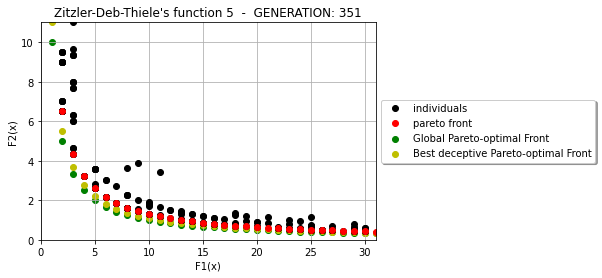 Zitzler-Deb-Thiele's function 5 - GENERATION: 351
10
8
6
4
2
0
F2(x)
0 5 10 15 20 25 30
F1(x)
individuals
pareto front
Global Pareto-optimal Front
Best deceptive Pareto-optimal Front